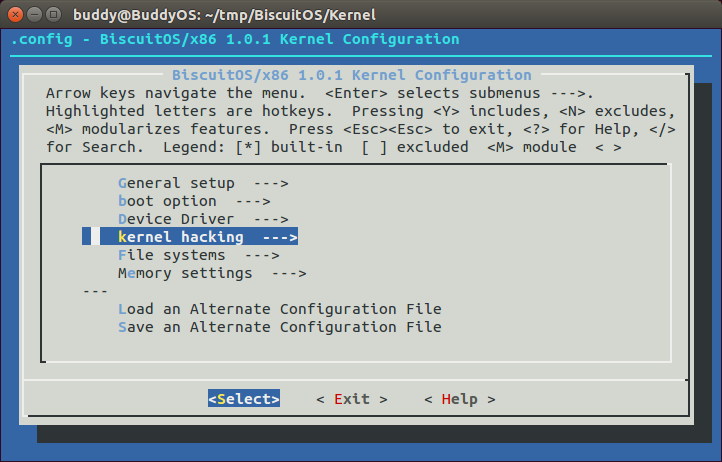 buddy@BuddyOS: ~/tmp/BiscuitOS/Kernel
.config - BiscuitOS/x86 1.0.1 Kernel Configuration
BiscuitOS/x86 1.0.1 Kernel Configuration
Arrow keys navigate the menu.  <Enter> selects submenus --->.
Highlighted letters are hotkeys.  Pressing <Y> includes, <N> excludes,
<M> modularizes features.  Press <Esc><Esc> to exit, <?> for Help, </>
for Search.  Legend: [*] built-in  [ ] excluded  <M> module  < >
General setup  --->
boot option  --->
Device Driver  --->
kernel hacking  --->
File systems  --->
Memory settings  --->
---
Load an Alternate Configuration File
Save an Alternate Configuration File
<Select>    < Exit >    < Help >